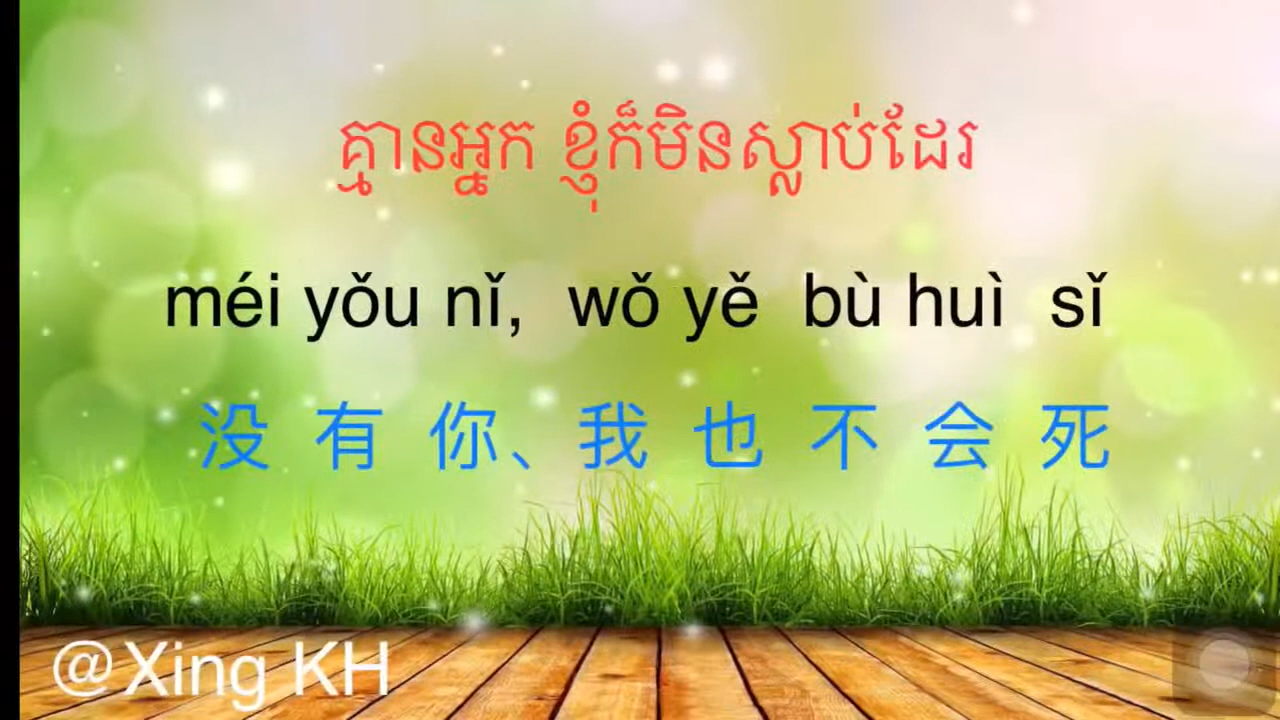 គ្មានអ្នក ខ្ញុំក៏មិនស្លាប់ដែរ
méi yǒu nǐ, wǒ yě bù huì sǐ
没有你、我也不会死
@Xing KH